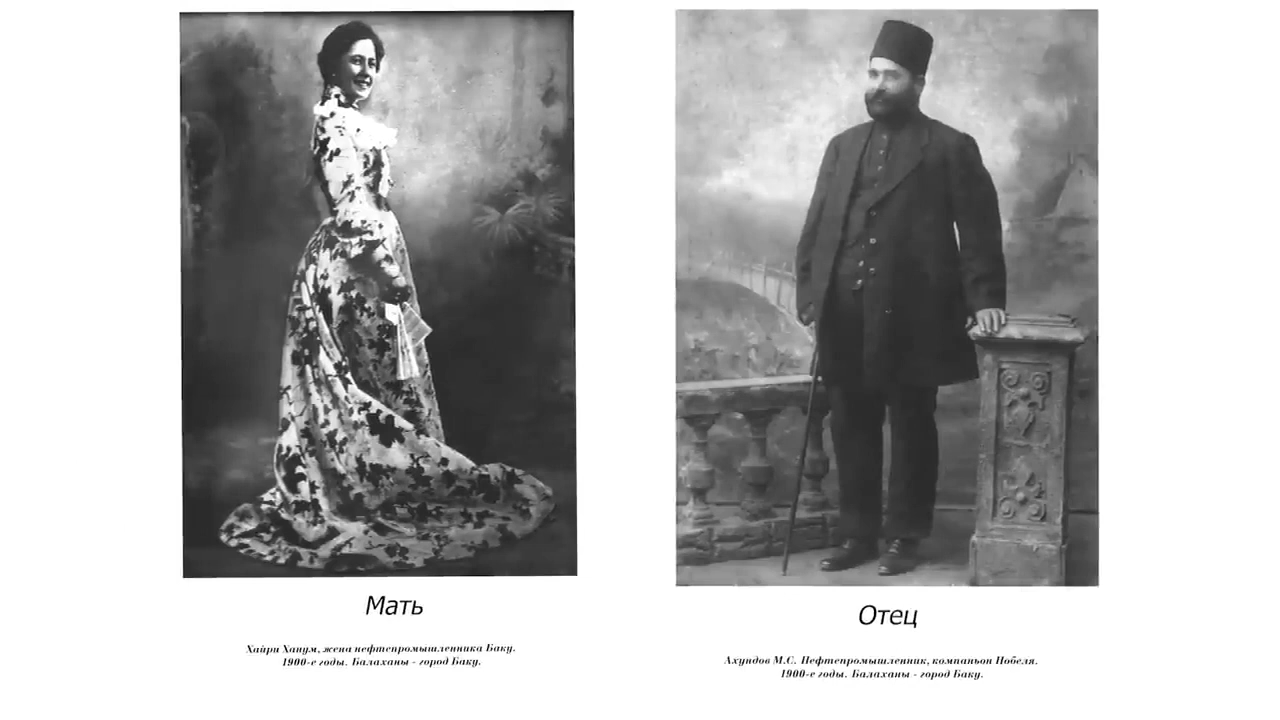 Мать
Хайри Ханум, жена нефтепромышленника Баку.
1900-е годы. Балаханы - город Баку.
Отец
Ахундов М.С. Нефтепромышленник, компаньон Нобеля.
1900-е годы. Балаханы - город Баку.